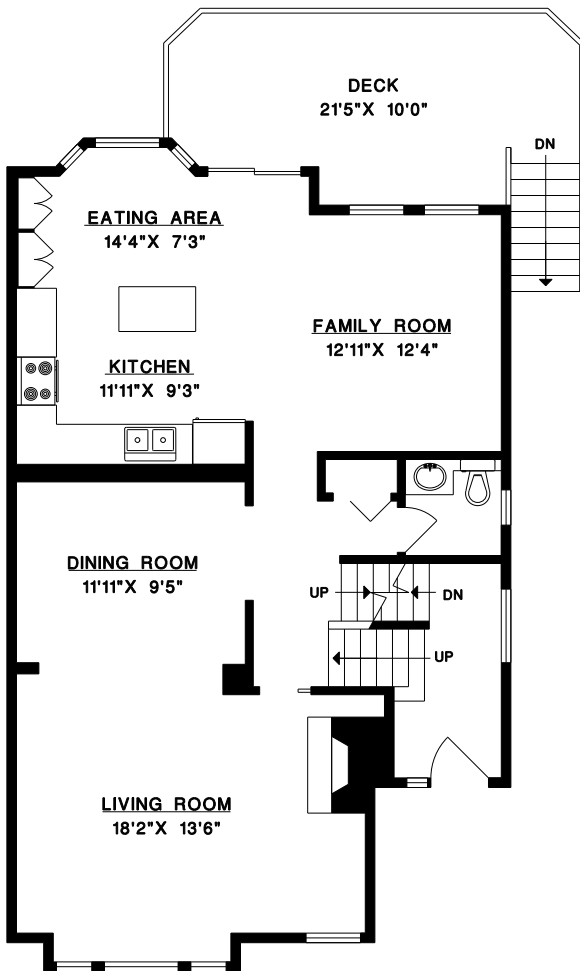 DECK
21'5"X 10'0"
DN
EATING AREA
14'4"X 7'3"
FAMILY ROOM
12'11"X 12'4"
KITCHEN
11'11"X 9'3"
DINING ROOM
11'11"X 9'5"
UP
DN
UP
LIVING ROOM
18'2"X 13'6"